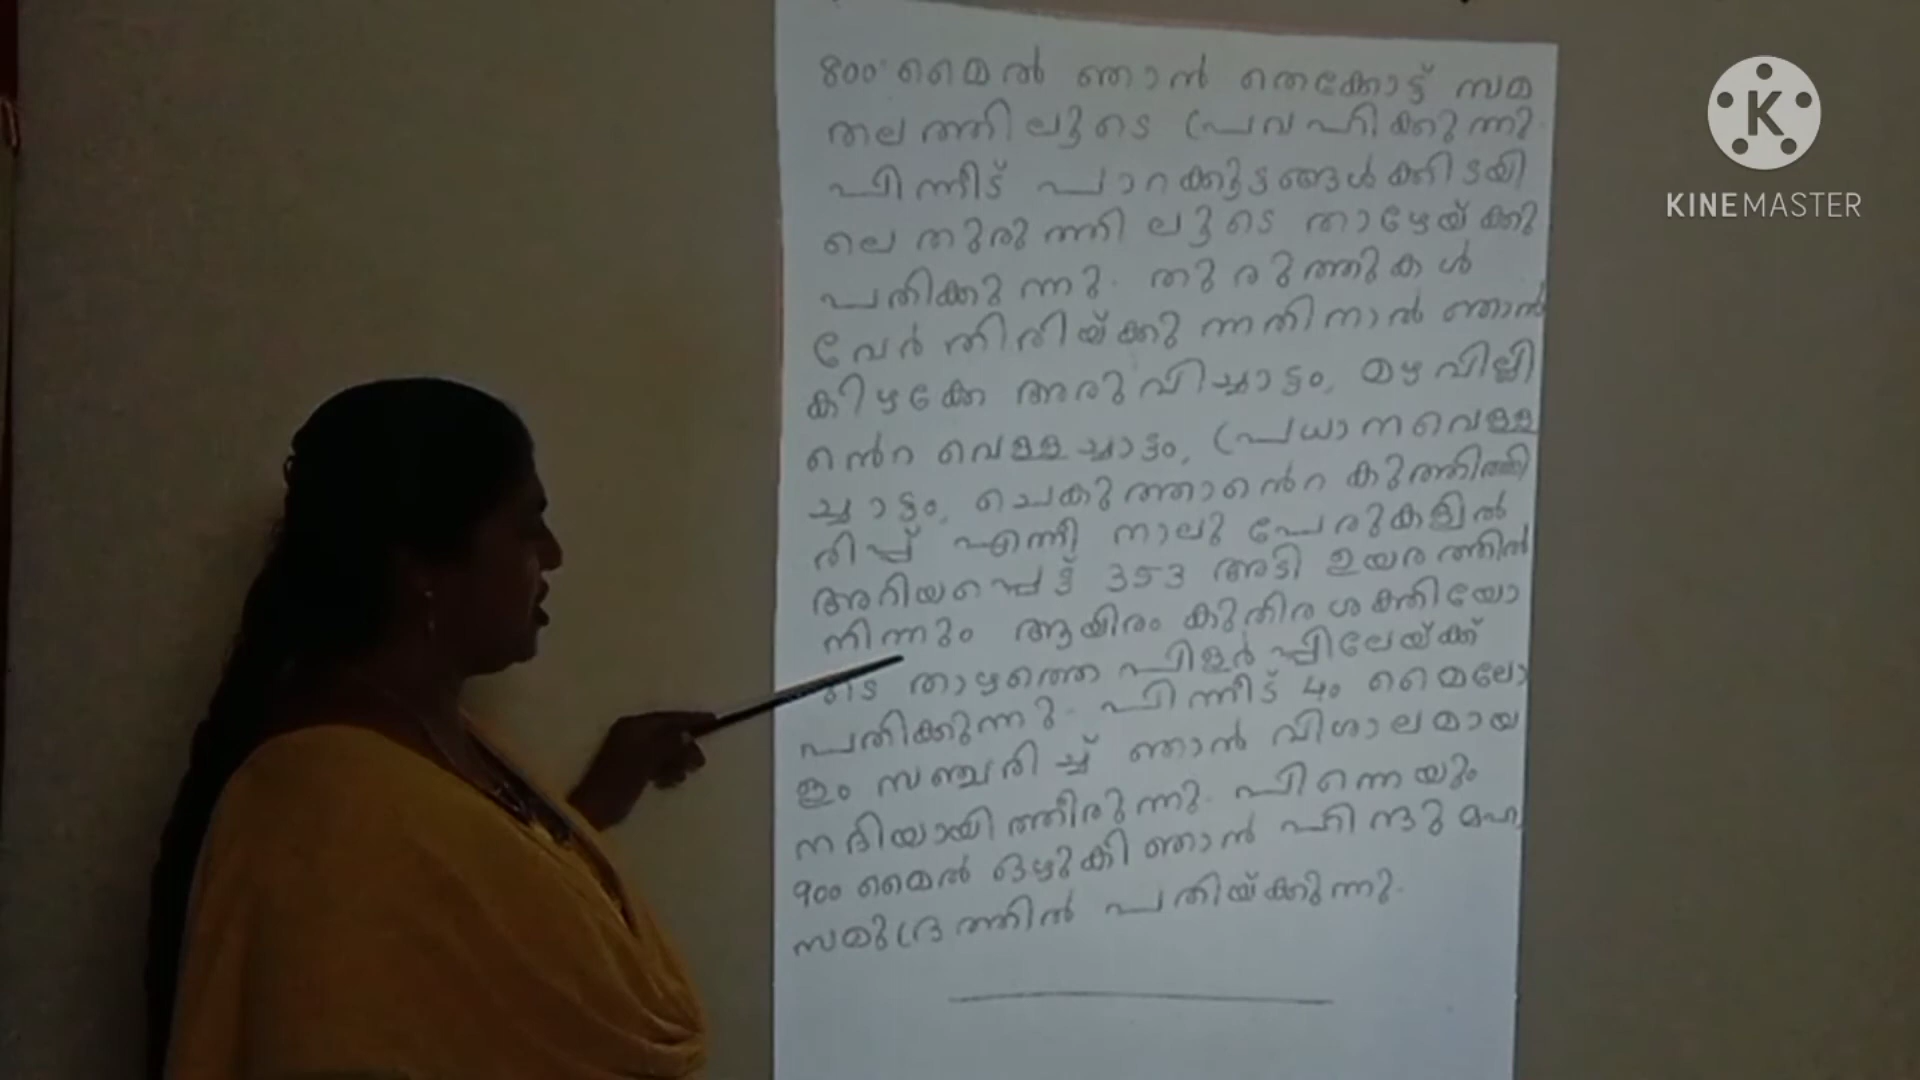 800 മൈൽ ഞാൻ തെക്കോട്ട് സമ
തലത്തിലൂടെ പ്രവഹിക്കുന്നു.
പിന്നീട് പാറക്കൂട്ടങ്ങൾക്കിടയി
ലെ തുരുത്തിലൂടെ താഴേയ്ക്കു
പതിക്കുന്നു. തുരുത്തുകൾ
വേർതിരിയ്ക്കുന്നതിനാൽ ഞാൻ
കിഴക്കേ അരുവിച്ചാട്ടം, മഴവില്ലി
ൻെറ വെള്ളച്ചാട്ടം, പ്രധാനവെള്ള
ച്ചാട്ടം, ചെകുത്താൻെറ കുത്തിത്തി
രിപ്പ് എന്നീ നാലു പേരുകളിൽ
അറിയപ്പെട്ട് 353 അടി ഉയരത്തിൽ
നിന്നും ആയിരം കുതിരശക്തിയോ
ടെ താഴത്തെ പിളർപ്പിലേയ്ക്ക്
പതിക്കുന്നു. പിന്നീട് 40 മൈലോ
ളം സഞ്ചരിച്ച് ഞാൻ വിശാലമായ
നദിയായിത്തീരുന്നു. പിന്നെയും
900 മൈൽ ഒഴുകി ഞാൻ ഹിന്ദു മഹാ
സമുദ്രത്തിൽ പതിയ്ക്കുന്നു.
K
KINEMASTER